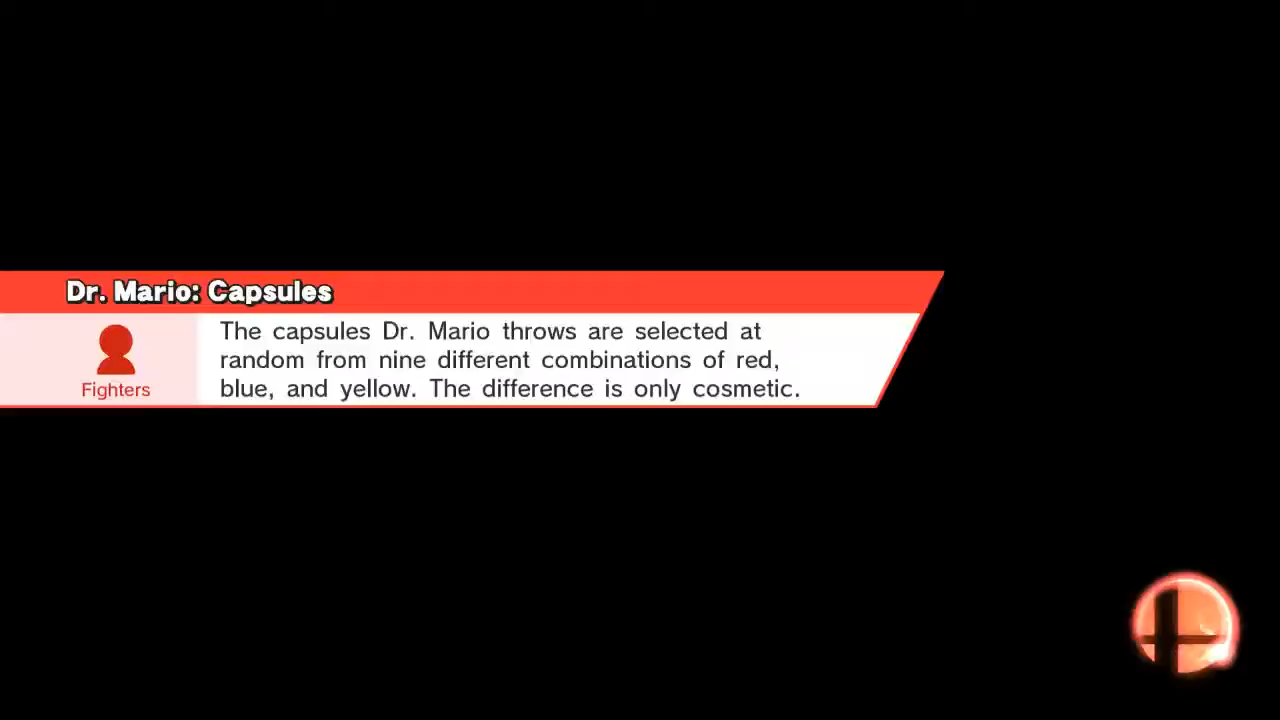 Dr. Mario: Capsules
The capsules Dr. Mario throws are selected at
random from nine different combinations of red,
blue, and yellow. The difference is only cosmetic.
Fighters